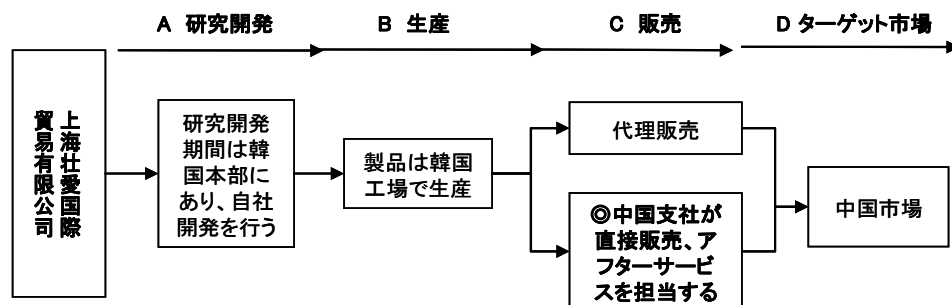 A 研究開発
B 生産
C 販売
D ターゲット市場
上海壮愛国際
貿易有限公司
研究開発
期間は韓
国本部に
あり、自社
開発を行う
製品は韓国
工場で生産
代理販売
◎中国支社が
直接販売、ア
フターサービ
スを担当する
中国市場